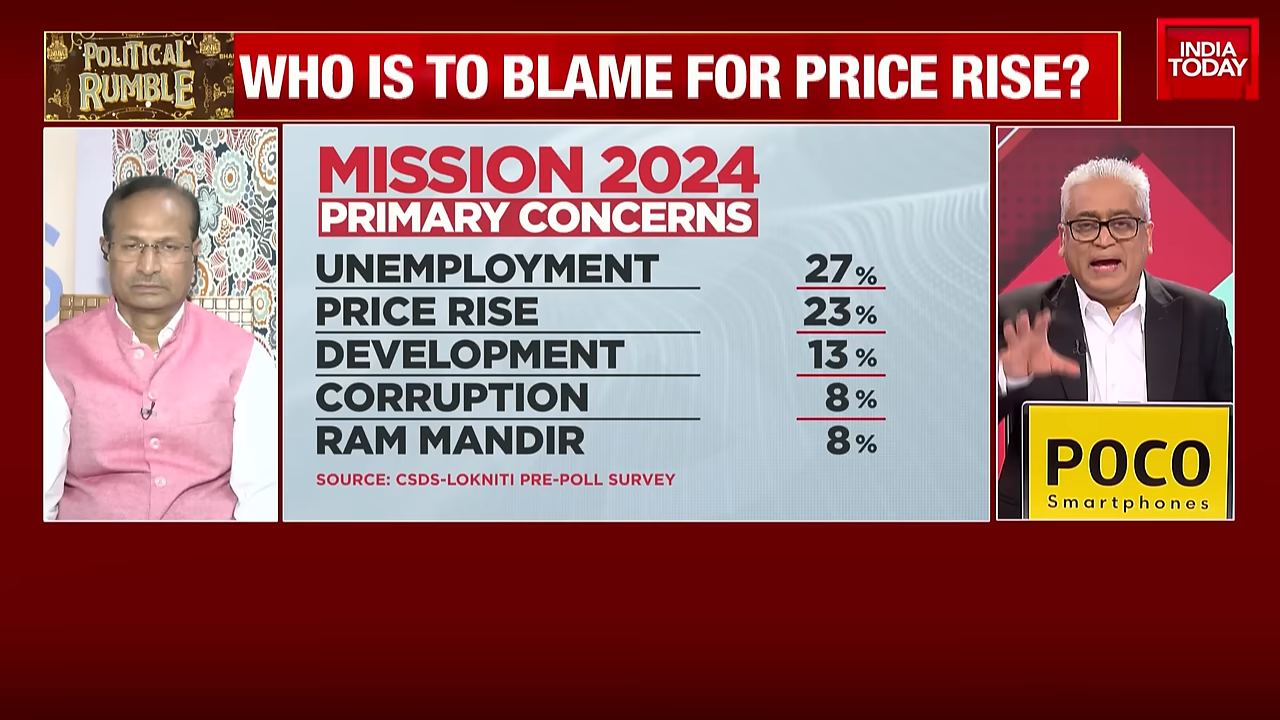 POLITICAL
RUMBLE
WHO IS TO BLAME FOR PRICE RISE?
INDIA
TODAY
MISSION 2024
PRIMARY CONCERNS
UNEMPLOYMENT 27%
PRICE RISE 23%
DEVELOPMENT 13%
CORRUPTION 8%
RAM MANDIR 8%
SOURCE: CSDS-LOKNITI PRE-POLL SURVEY
POCO
Smartphones